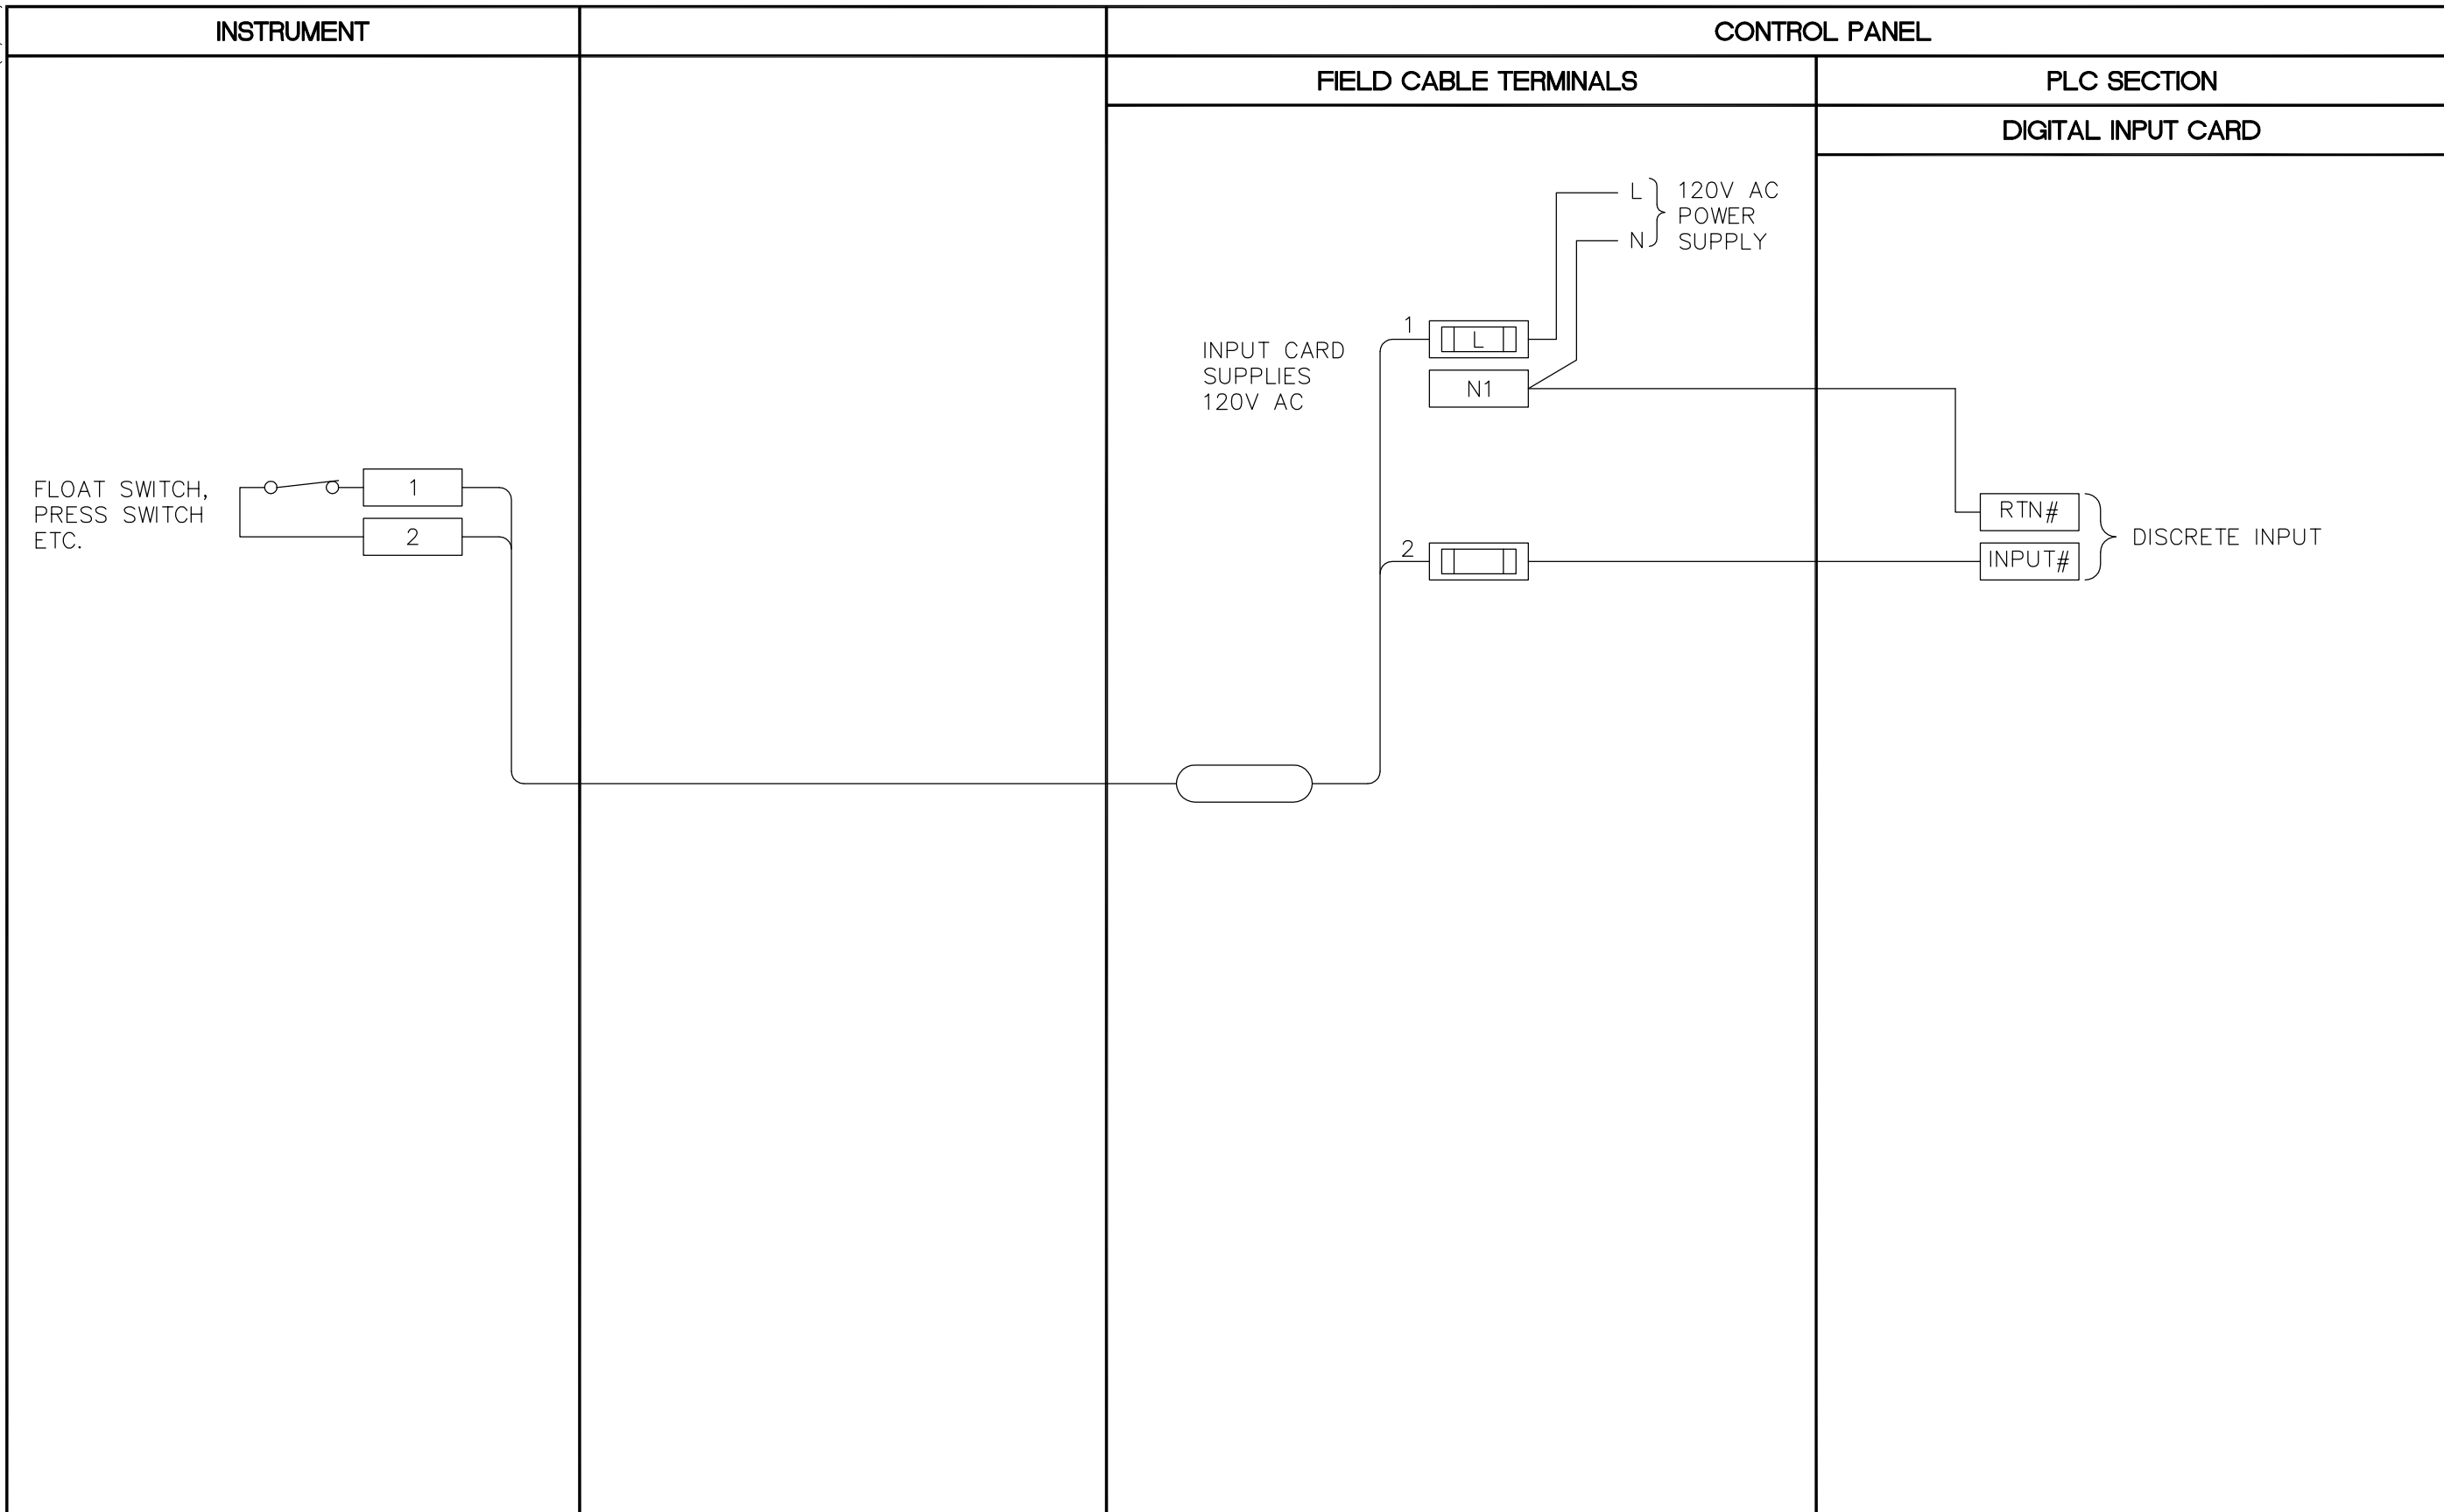 INSTRUMENT
CONTROL PANEL
FIELD CABLE TERMINALS
PLC SECTION
DIGITAL INPUT CARD
L
N
120V AC
POWER
SUPPLY
1
L
N1
INPUT CARD
SUPPLIES
120V AC
FLOAT SWITCH,
PRESS SWITCH
ETC.
1
2
2
RTN#
INPUT#
DISCRETE INPUT